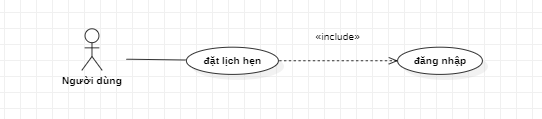 «include»
đặt lịch hẹn
đăng nhập
Người dùng